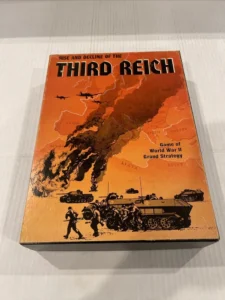 RISE AND DECLINE OF THE
THIRD REICH
Game of
World War II
Grand Strategy